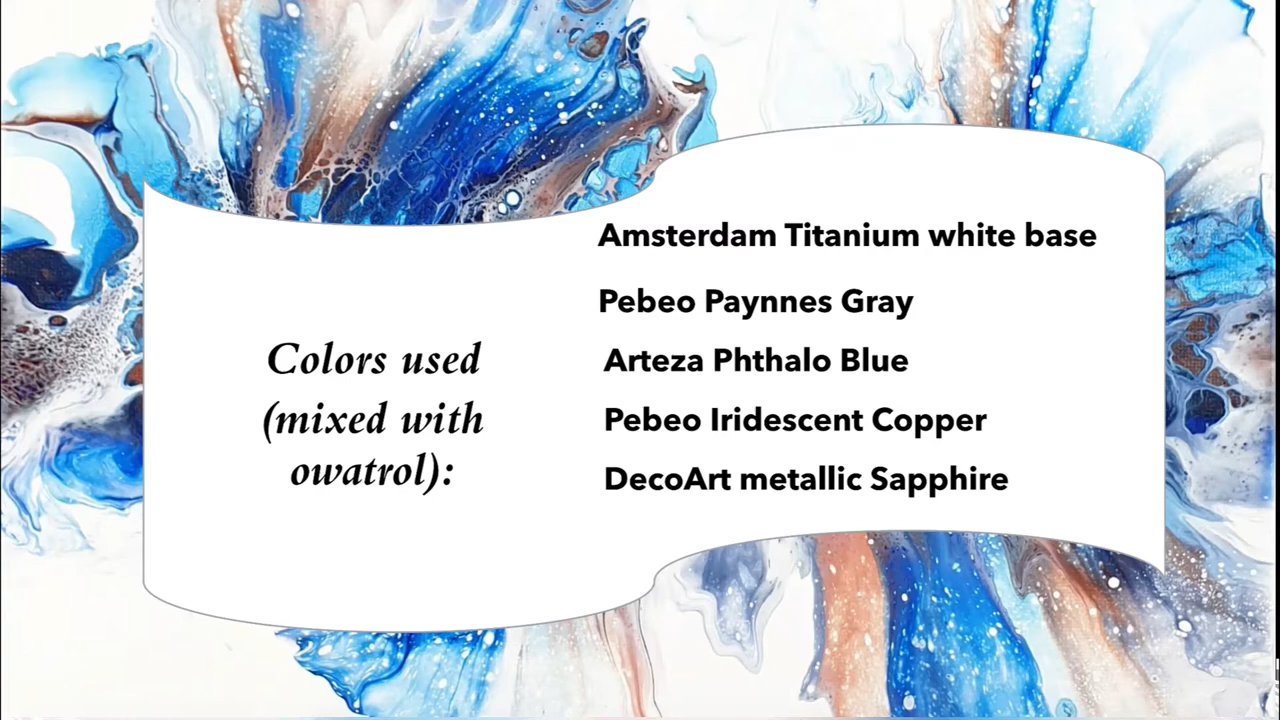 Colors used
(mixed with
owatrol):
Amsterdam Titanium white base
Pebeo Paynnes Gray
Arteza Phthalo Blue
Pebeo Iridescent Copper
DecoArt metallic Sapphire